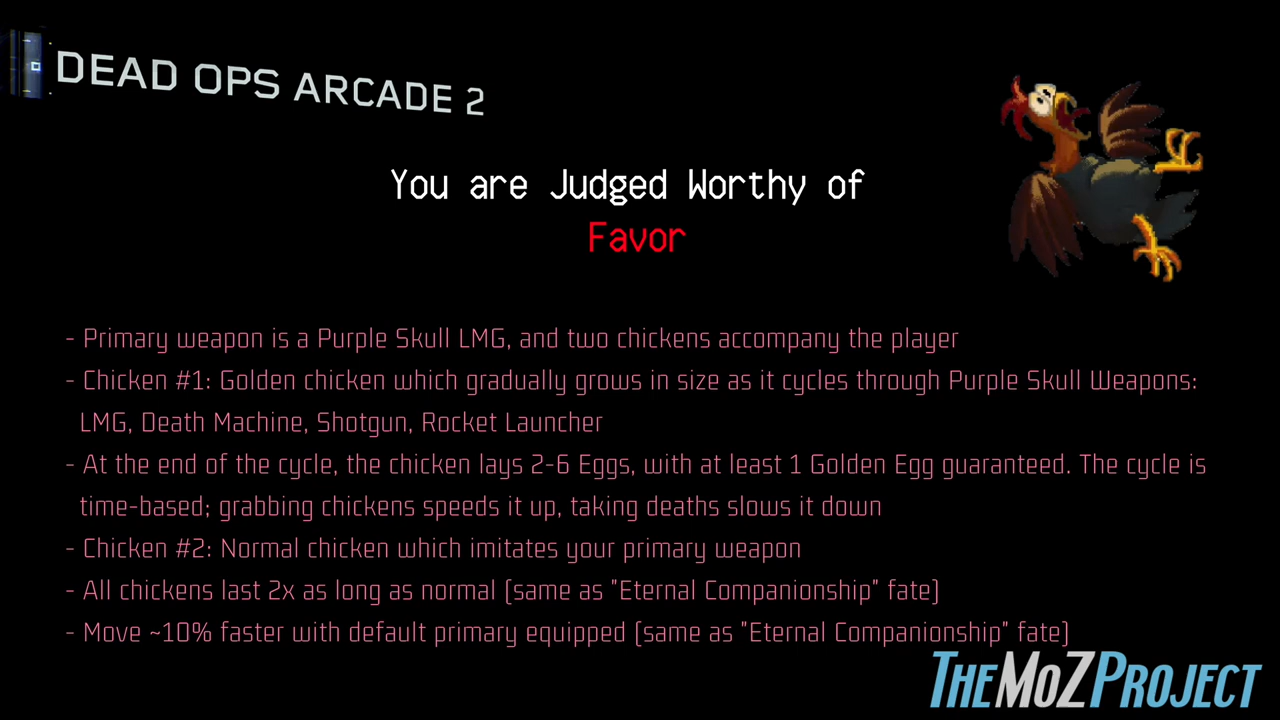 DEAD OPS ARCADE 2
You are Judged Worthy of
Favor
- Primary weapon is a Purple Skull LMG, and two chickens accompany the player
- Chicken #1: Golden chicken which gradually grows in size as it cycles through Purple Skull Weapons:
LMG, Death Machine, Shotgun, Rocket Launcher
- At the end of the cycle, the chicken lays 2-6 Eggs, with at least 1 Golden Egg guaranteed. The cycle is
time-based; grabbing chickens speeds it up, taking deaths slows it down
- Chicken #2: Normal chicken which imitates your primary weapon
- All chickens last 2x as long as normal (same as "Eternal Companionship" fate)
- Move ~10% faster with default primary equipped (same as "Eternal Companionship" fate)
THEMOZPROJECT